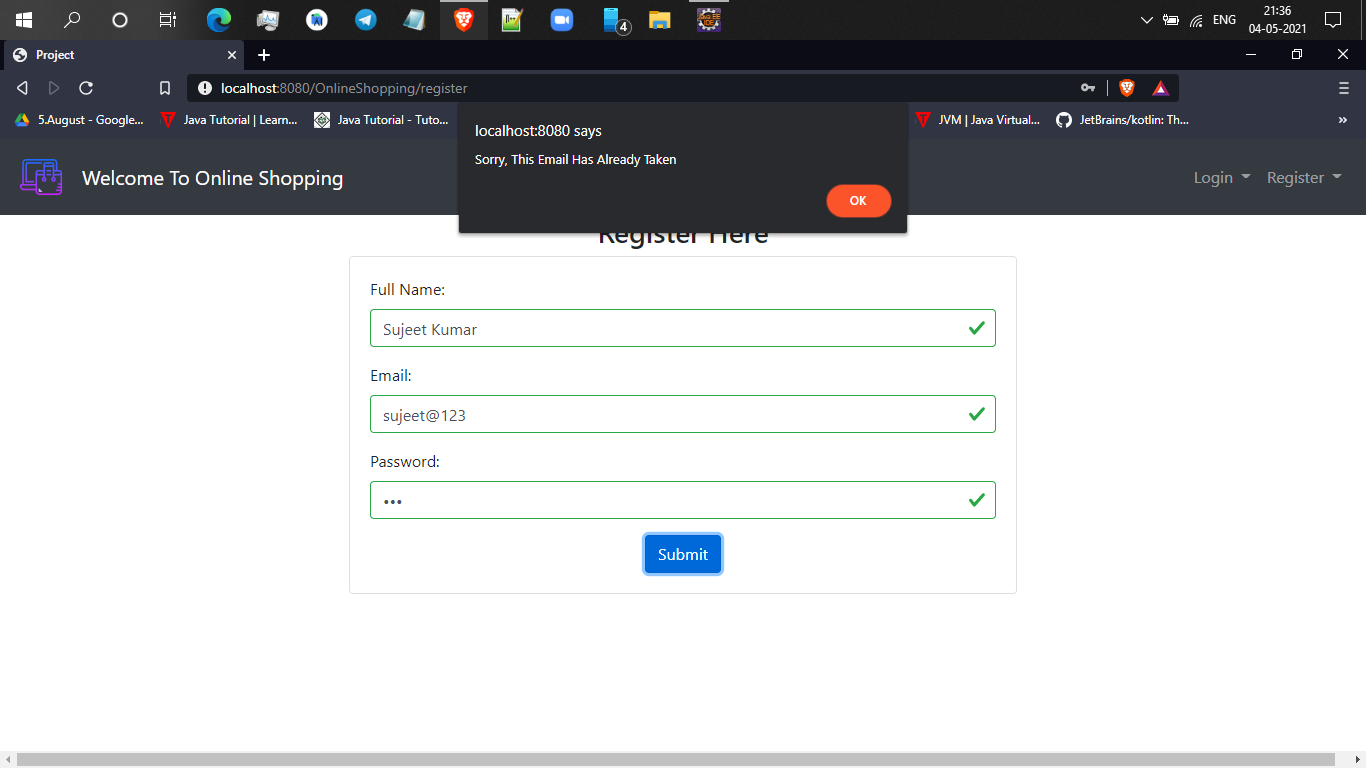 ENG
21:36
04-05-2021
4
Project
localhost:8080/OnlineShopping/register
5.August - Google...
Java Tutorial | Learn...
Java Tutorial - Tuto...
JVM | Java Virtual...
JetBrains/kotlin: Th...
»
localhost:8080 says
Sorry, This Email Has Already Taken
OK
Welcome To Online Shopping
Login
Register
Register Here
Full Name:
Sujeet Kumar
Email:
sujeet@123
Password:
•••
Submit